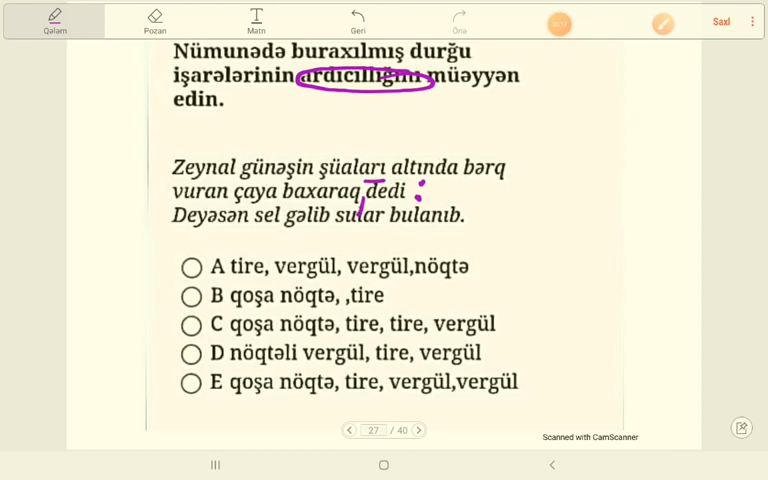 Qələm
Pozan
Mətn
Geri
Önə
Saxl
Nümunədə buraxılmış durğu
işarələrinin ardıcıllığını müəyyən
edin.
Zeynal günəşin şüaları altında bərq
vuran çaya baxaraq dedi :
Deyəsən sel gəlib sular bulanıb.
A tire, vergül, vergül,nöqtə
B qoşa nöqtə, ,tire
C qoşa nöqtə, tire, tire, vergül
D nöqtəli vergül, tire, vergül
E qoşa nöqtə, tire, vergül,vergül
27 / 40
Scanned with CamScanner